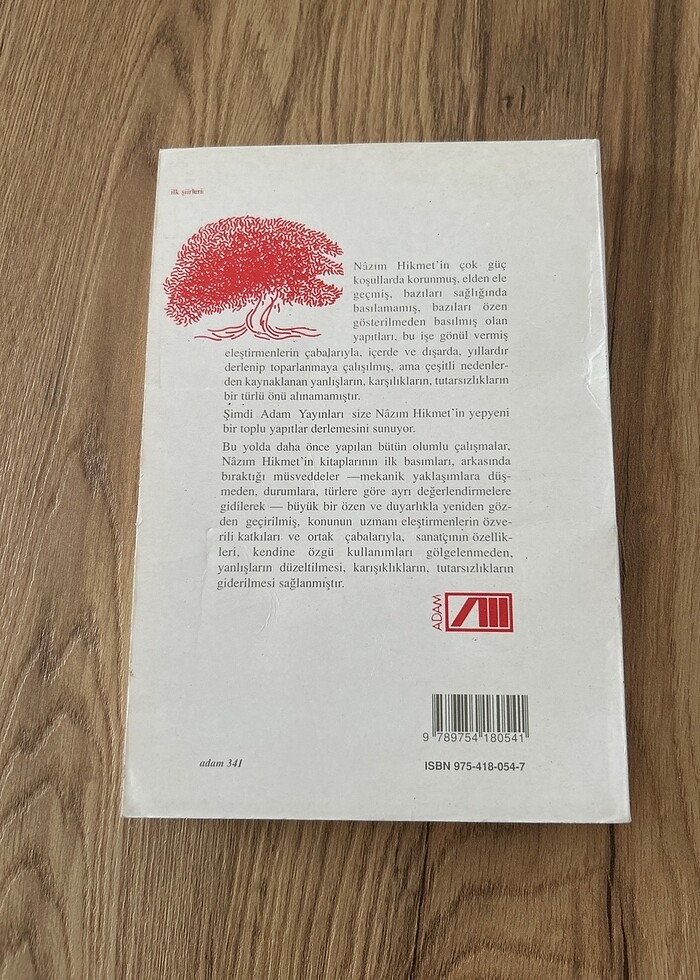 ilk şiirleri
Nâzım Hikmet'in çok güç
koşullarda korunmuş, elden ele
geçmiş, bazıları sağlığında
basılamamış, bazıları özen
gösterilmeden basılmış olan
yapıtları, bu işe gönül vermiş
eleştirmenlerin çabalarıyla, içerde ve dışarda, yıllardır
derlenip toparlanmaya çalışılmış, ama çeşitli nedenler-
den kaynaklanan yanlışların, karşılıkların, tutarsızlıkların
bir türlü önü alınamamıştır.
Şimdi Adam Yayınları size Nâzım Hikmet'in yepyeni
bir toplu yapıtlar derlemesini sunuyor.
Bu yolda daha önce yapılan bütün olumlu çalışmalar,
Nâzım Hikmet'in kitaplarının ilk basımları, arkasında
bıraktığı müsveddeler —mekanik yaklaşımlara düş-
meden, durumlara, türlere göre ayrı değerlendirmelere
gidilerek — büyük bir özen ve duyarlıkla yeniden göz-
den geçirilmiş, konunun uzmanı eleştirmenlerin özve-
rili katkıları ve ortak çabalarıyla, sanatçının özellik-
leri, kendine özgü kullanımları gölgelenmeden,
yanlışların düzeltilmesi, karışıklıkların, tutarsızlıkların
giderilmesi sağlanmıştır.
ADAM
9 789754 180541
adam 341
ISBN 975-418-054-7